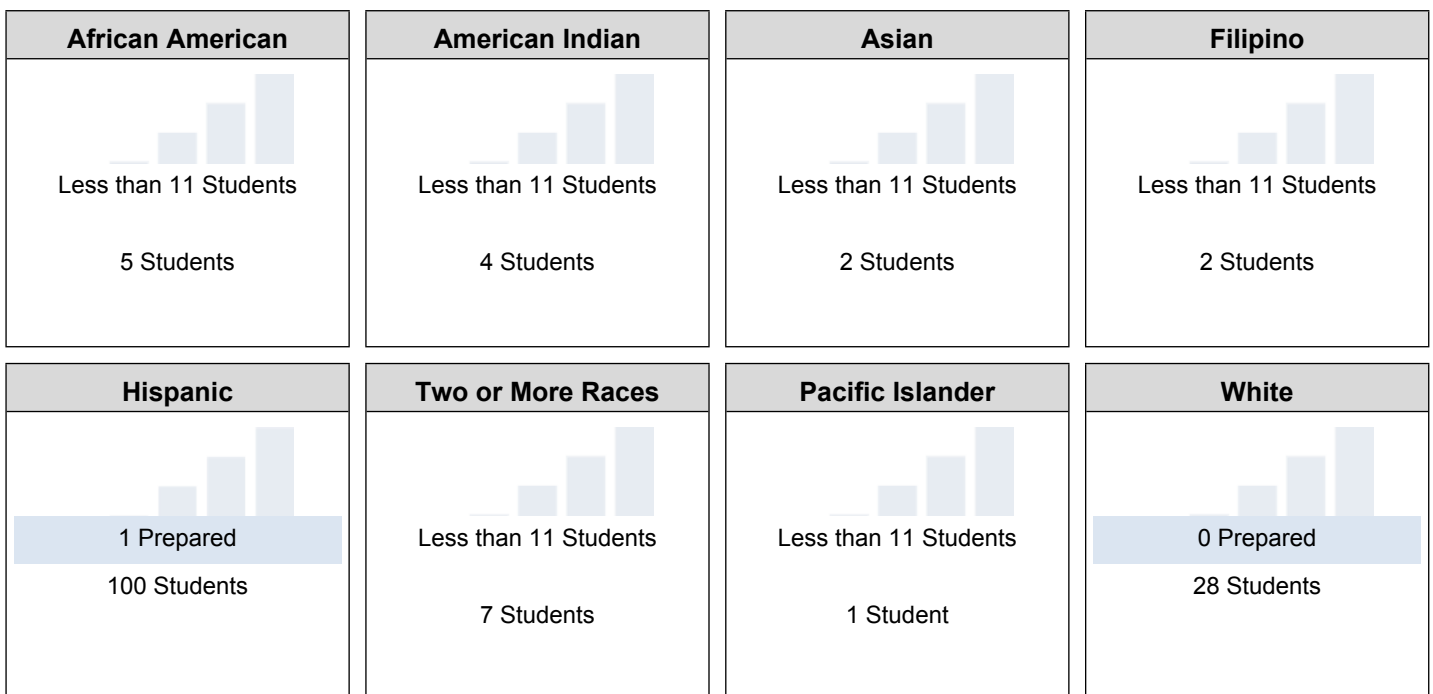 African American
Less than 11 Students
5 Students
American Indian
Less than 11 Students
4 Students
Asian
Less than 11 Students
2 Students
Filipino
Less than 11 Students
2 Students
Hispanic
1 Prepared
100 Students
Two or More Races
Less than 11 Students
7 Students
Pacific Islander
Less than 11 Students
1 Student
White
0 Prepared
28 Students